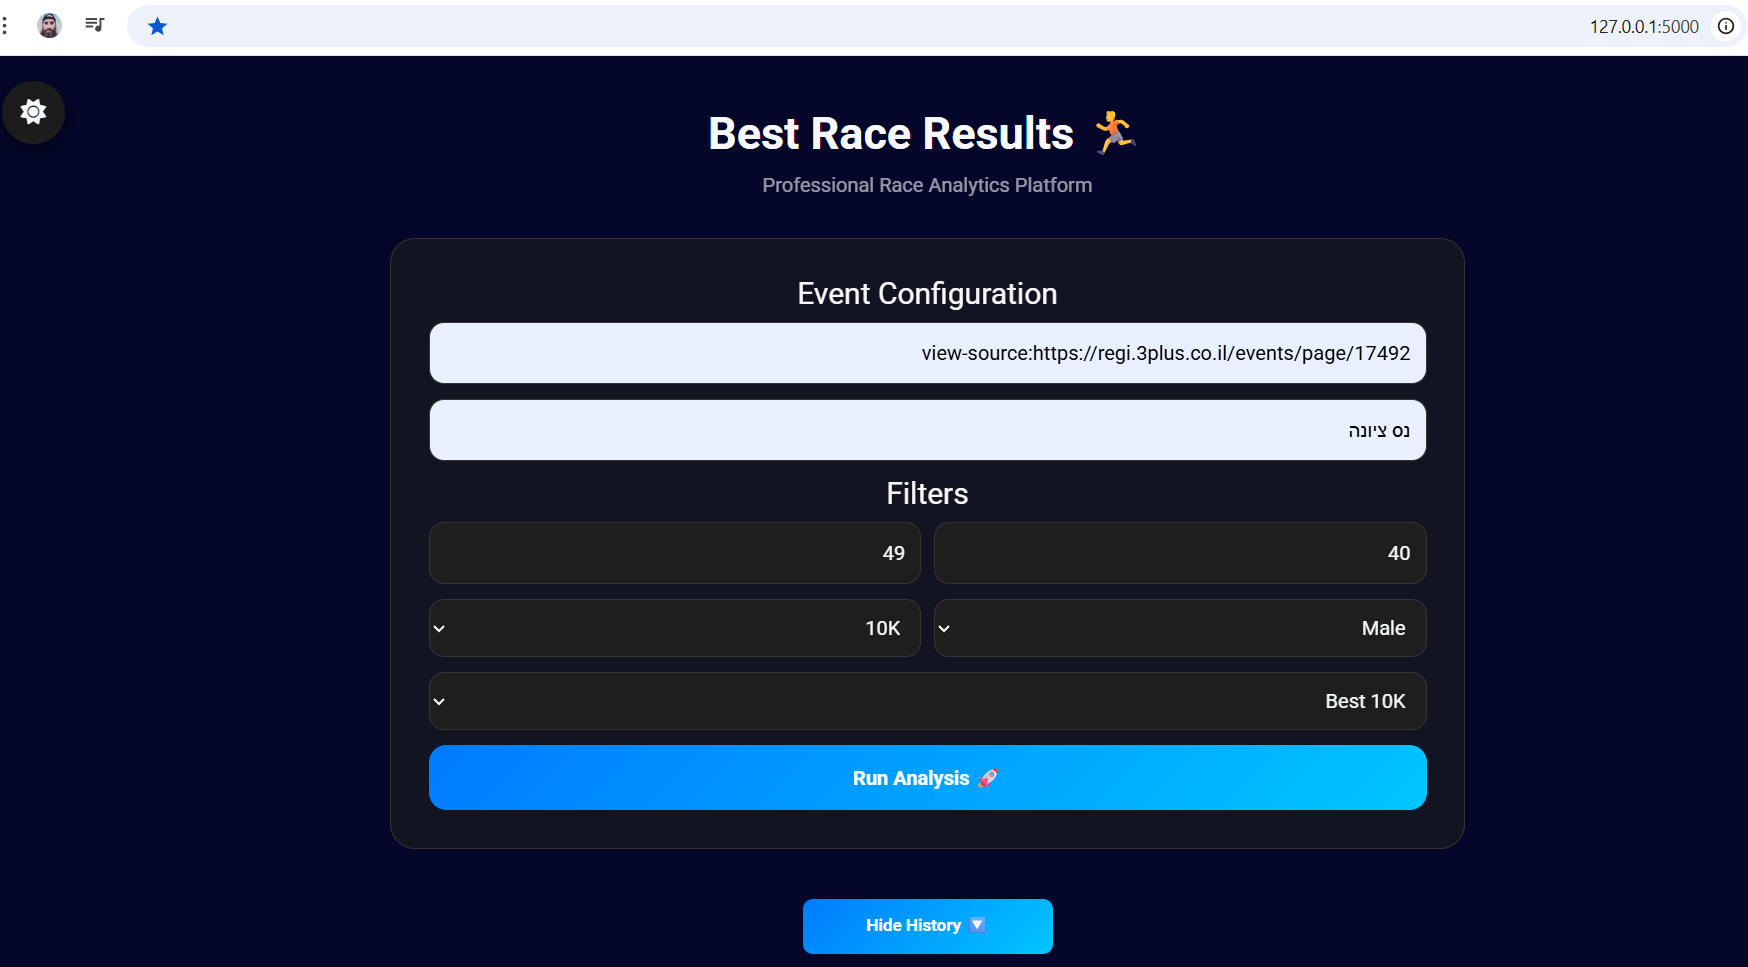 127.0.0.1:5000
Best Race Results 🏃
Professional Race Analytics Platform
Event Configuration
view-source:https://regi.3plus.co.il/events/page/17492
נס ציונה
Filters
40
49
Male
10K
Best 10K
Run Analysis 🚀
Hide History 🔽